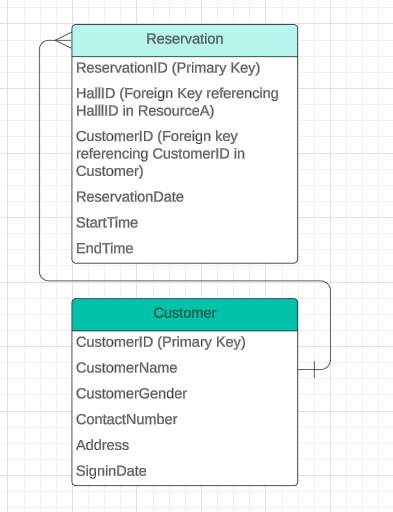 Reservation
ReservationID (Primary Key)
HallID (Foreign Key referencing
HallIID in ResourceA)
CustomerID (Foreign key
referencing CustomerID in
Customer)
ReservationDate
StartTime
EndTime
Customer
CustomerID (Primary Key)
CustomerName
CustomerGender
ContactNumber
Address
SigninDate